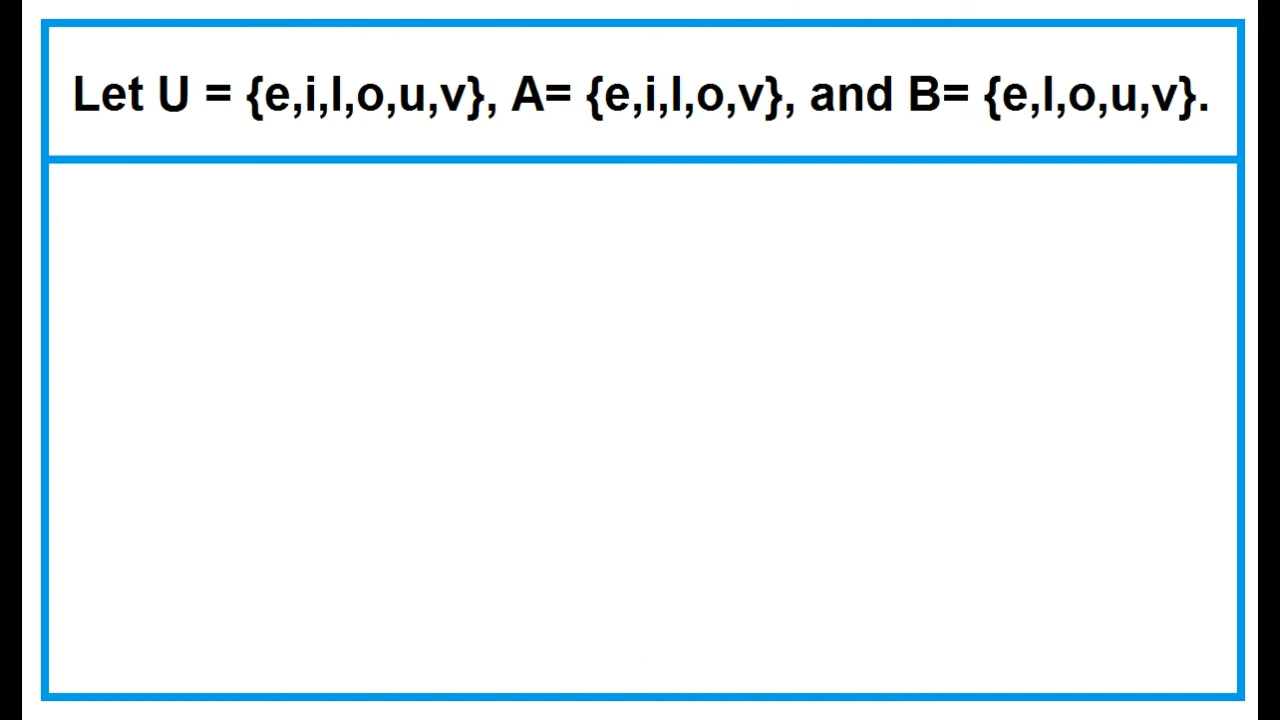 Let U = {e,i,l,o,u,v}, A= {e,i,l,o,v}, and B= {e,l,o,u,v}.